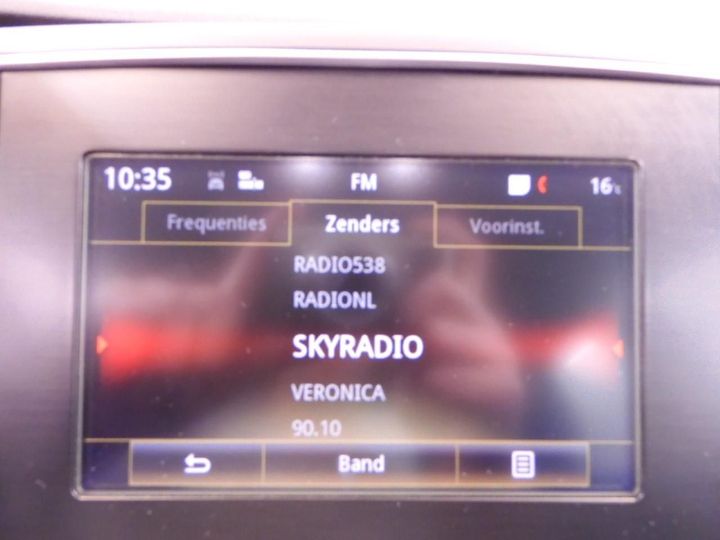 10:35 FM 16
Frequenties Zenders Voorinst.
RADIO538
RADIONL
SKYRADIO
VERONICA
90.10
Band